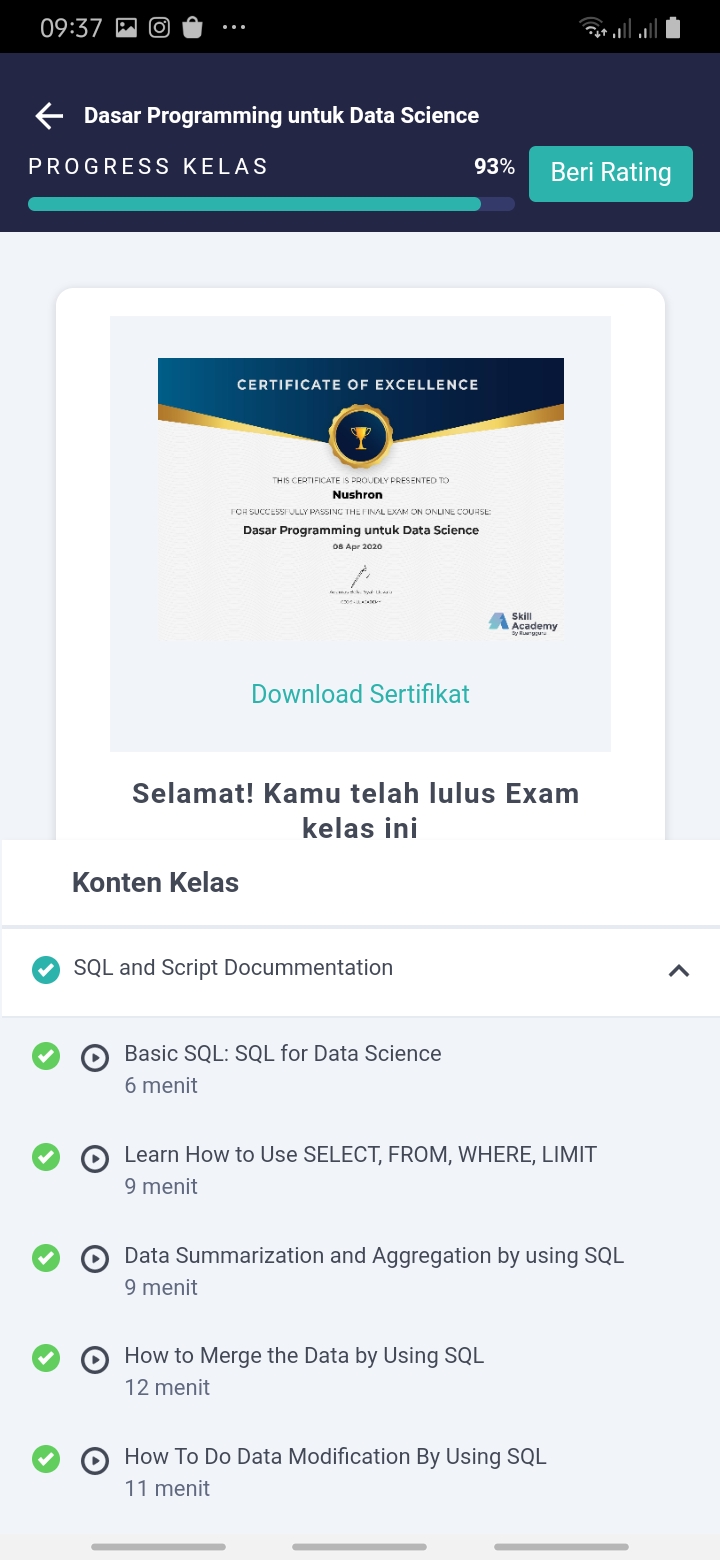 09:37
Dasar Programming untuk Data Science
PROGRESS KELAS 93% Beri Rating
CERTIFICATE OF EXCELLENCE
THIS CERTIFICATE IS PROUDLY PRESENTED TO
Nushron
FOR SUCCESSFULLY PASSING THE FINAL EXAM ON ONLINE COURSE:
Dasar Programming untuk Data Science
08 Apr 2020
Skill
Academy
By Ruangguru
Download Sertifikat
Selamat! Kamu telah lulus Exam
kelas ini
Konten Kelas
SQL and Script Docummentation
Basic SQL: SQL for Data Science
6 menit
Learn How to Use SELECT, FROM, WHERE, LIMIT
9 menit
Data Summarization and Aggregation by using SQL
9 menit
How to Merge the Data by Using SQL
12 menit
How To Do Data Modification By Using SQL
11 menit